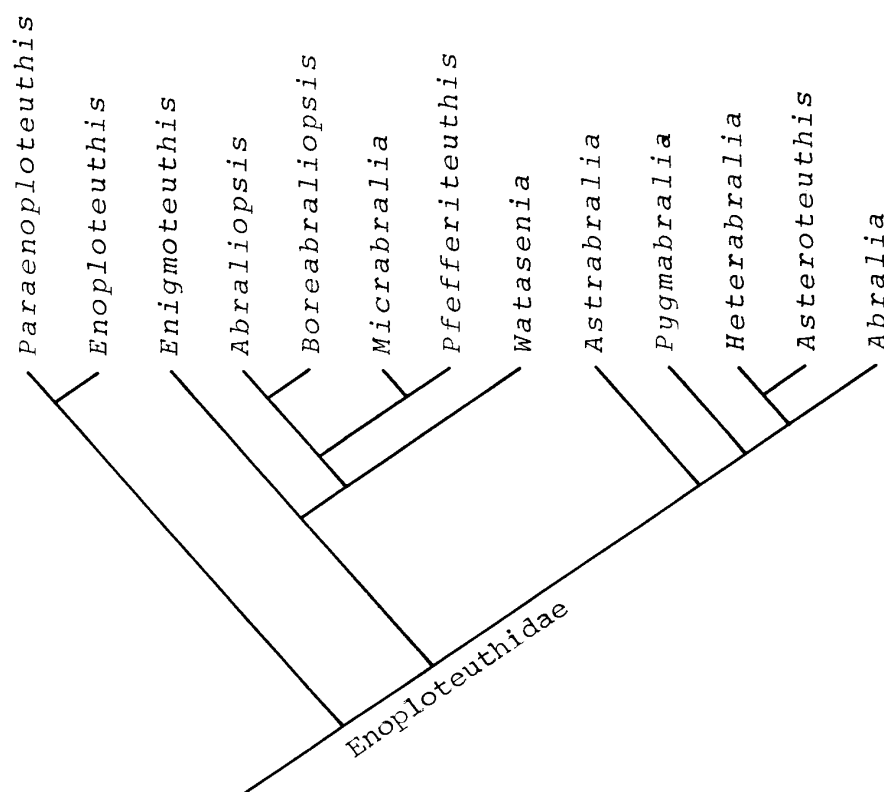 Paraenoploteuthis
Enoploteuthis
Enigmoteuthis
Abraliopsis
Boreabraliopsis
Micrabralia
Pfefferiteuthis
Watasenia
Astrabralia
Pygmabralia
Heterabralia
Asteroteuthis
Abralia
Enoploteuthidae